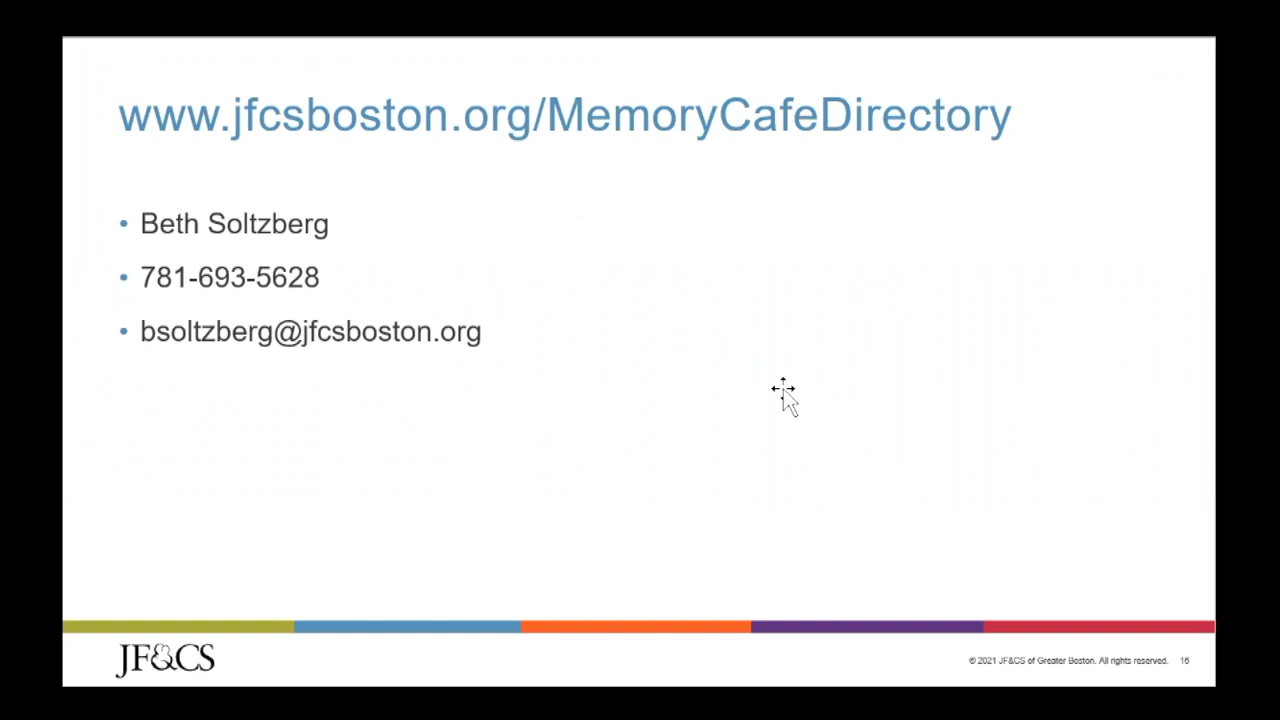 www.jfcsboston.org/MemoryCafeDirectory
• Beth Soltzberg
• 781-693-5628
• bsoltzberg@jfcsboston.org
JF&CS
© 2021 JF&CS of Greater Boston. All rights reserved. 16